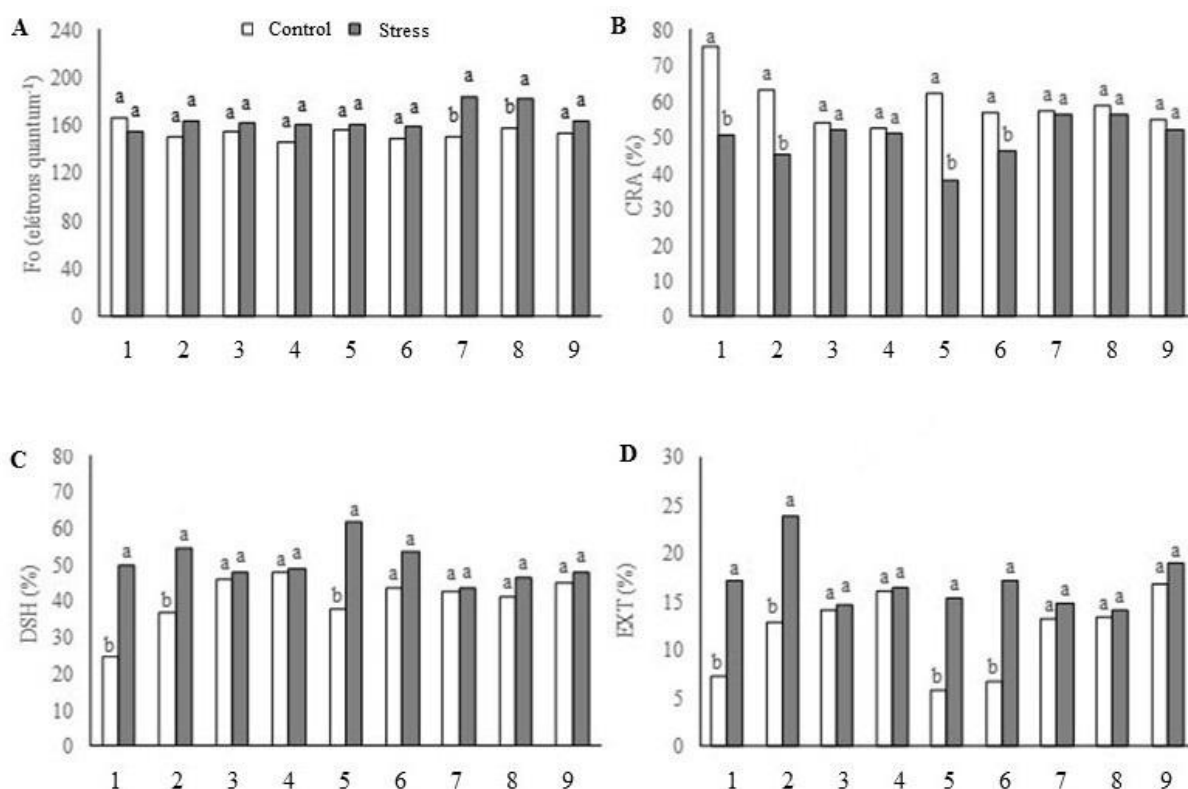 A
Control Stress
Fo (elétrons quantum⁻¹)
240
200
160
120
80
40
0
a a a a a a a a a a a a b a b a a a
1 2 3 4 5 6 7 8 9
B
CRA (%)
80
70
60
50
40
30
20
10
0
a b a b a a a a a b a b a a a a a a
1 2 3 4 5 6 7 8 9
C
DSH (%)
80
70
60
50
40
30
20
10
0
b a b a a a a a b a a a a a a a a a
1 2 3 4 5 6 7 8 9
D
EXT (%)
30
25
20
15
10
5
0
b a b a a a a a b a b a a a a a a a
1 2 3 4 5 6 7 8 9